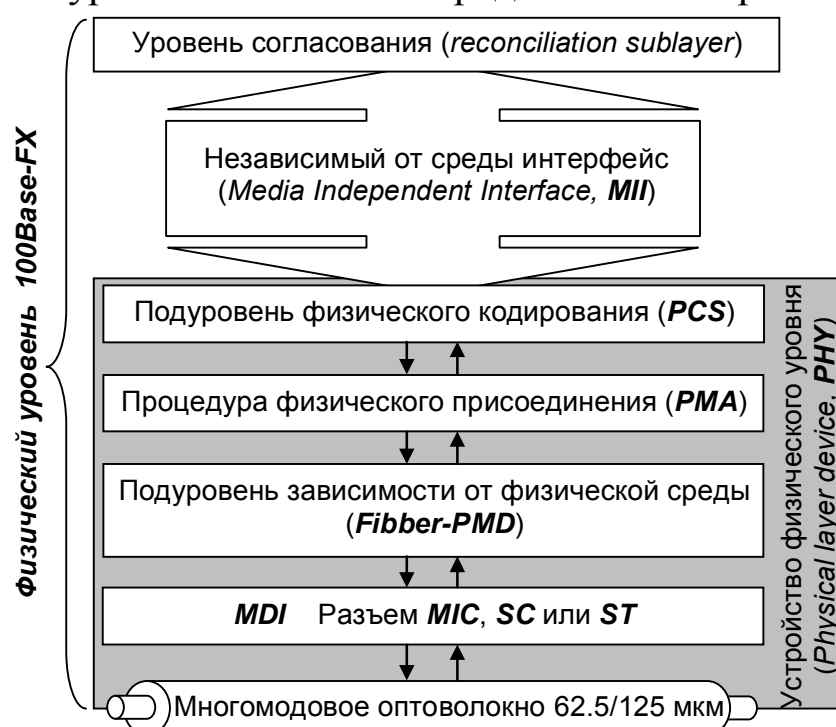 Уровень согласования (reconciliation sublayer)
Независимый от среды интерфейс
(Media Independent Interface, MII)
Физический уровень 100Base-FX
Подуровень физического кодирования (PCS)
Процедура физического присоединения (PMA)
Подуровень зависимости от физической среды
(Fibber-PMD)
MDI Разъем MIC, SC или ST
Многомодовое оптоволокно 62.5/125 мкм
Устройство физического уровня
(Physical layer device, PHY)